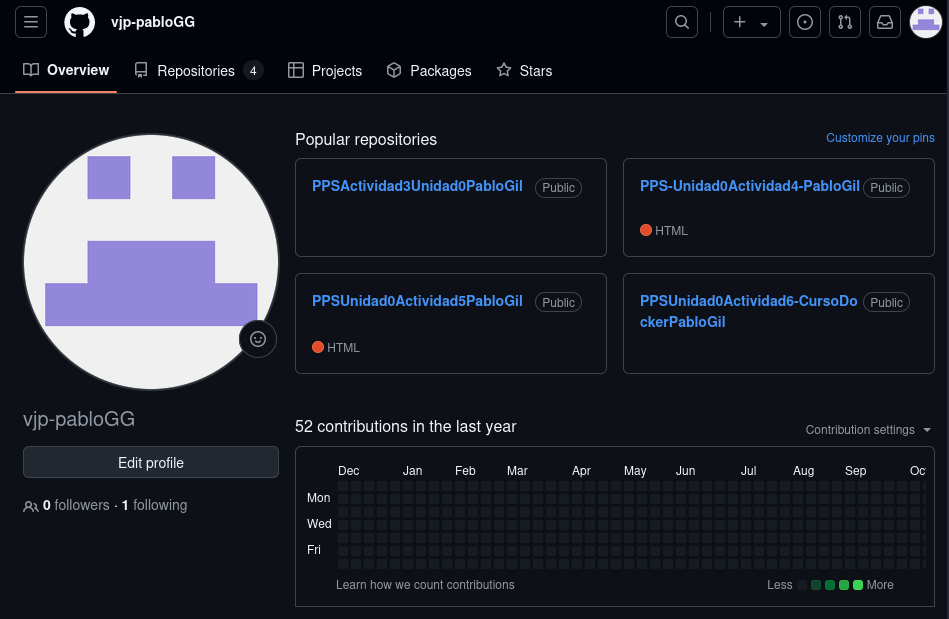 vjp-pabloGG
Overview Repositories 4 Projects Packages Stars
Popular repositories Customize your pins
PPSActividad3Unidad0PabloGil Public
PPS-Unidad0Actividad4-PabloGil Public
HTML
PPSUnidad0Actividad5PabloGil Public
HTML
PPSUnidad0Actividad6-CursoDo Public
ckerPabloGil
vjp-pabloGG
Edit profile
0 followers · 1 following
52 contributions in the last year Contribution settings
Dec Jan Feb Mar Apr May Jun Jul Aug Sep Oct
Mon
Wed
Fri
Learn how we count contributions Less More